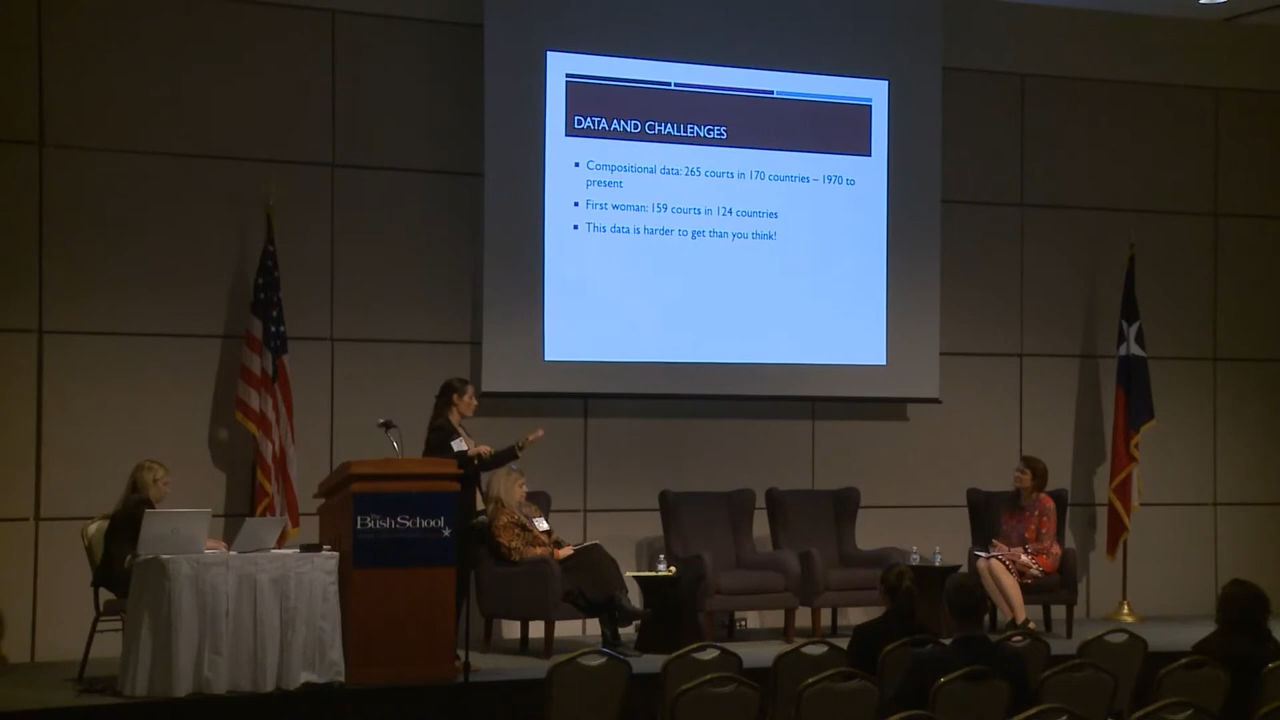 DATA AND CHALLENGES
▪ Compositional data: 265 courts in 170 countries – 1970 to
present
▪ First woman: 159 courts in 124 countries
▪ This data is harder to get than you think!
The
Bush School